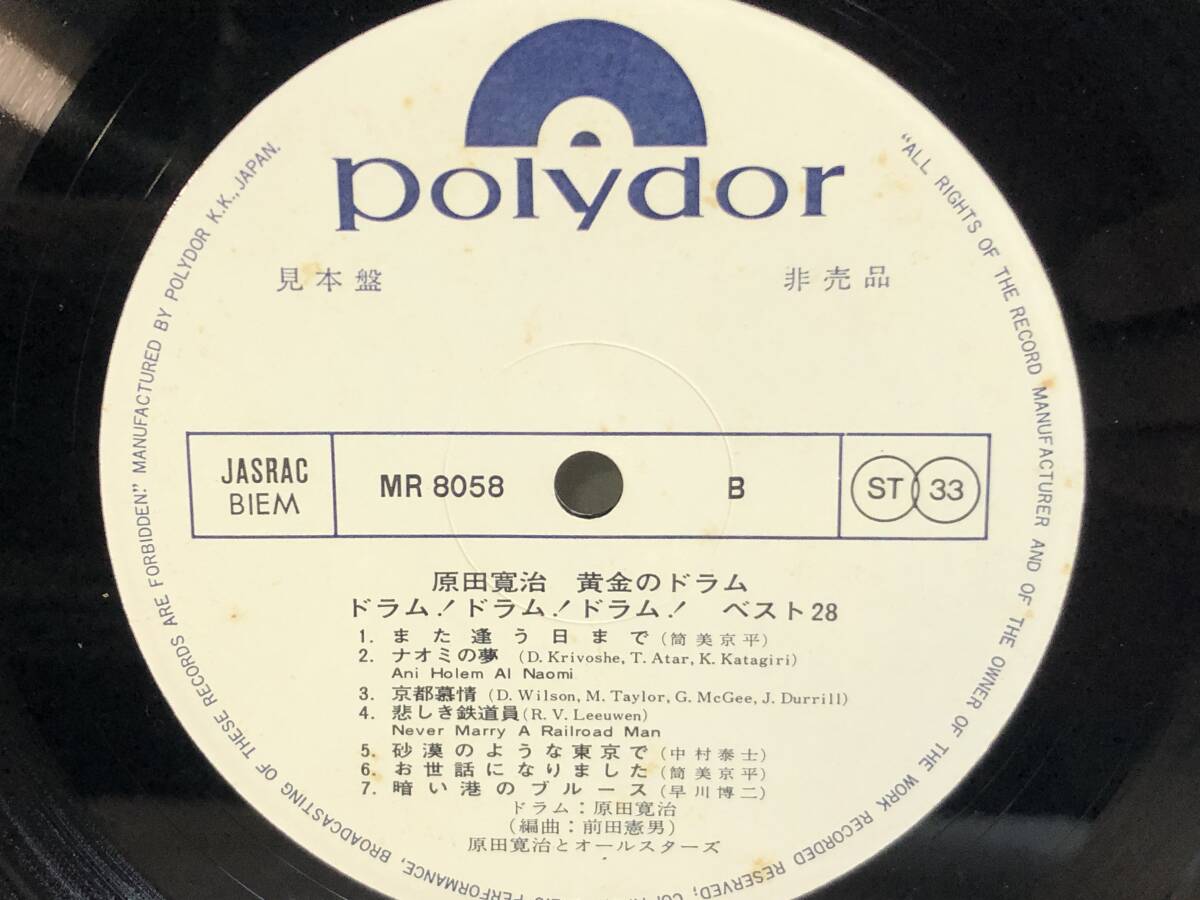 polydor
見本盤
非売品
JASRAC
BIEM
MR 8058
B
ST 33
原田寛治 黄金のドラム
ドラム!ドラム!ドラム! ベスト28
1. また逢う日まで (筒美京平)
2. ナオミの夢 (D. Krivoshe, T. Atar, K. Katagiri)
Ani Holem Al Naomi
3. 京都慕情 (D. Wilson, M. Taylor, G. McGee, J. Durrill)
4. 悲しき鉄道員 (R. V. Leeuwen)
Never Marry A Railroad Man
5. 砂漠のような東京で (中村泰士)
6. お世話になりました (筒美京平)
7. 暗い港のブルース (早川博二)
ドラム:原田寛治
(編曲:前田憲男)
原田寛治とオールスターズ
"ALL RIGHTS OF THE RECORD MANUFACTURER AND OF THE OWNER OF THE WORK RECORDED RESERVED;
PERFORMANCE, BROADCASTING OF THESE RECORDS ARE FORBIDDEN." MANUFACTURED BY POLYDOR K.K., JAPAN.